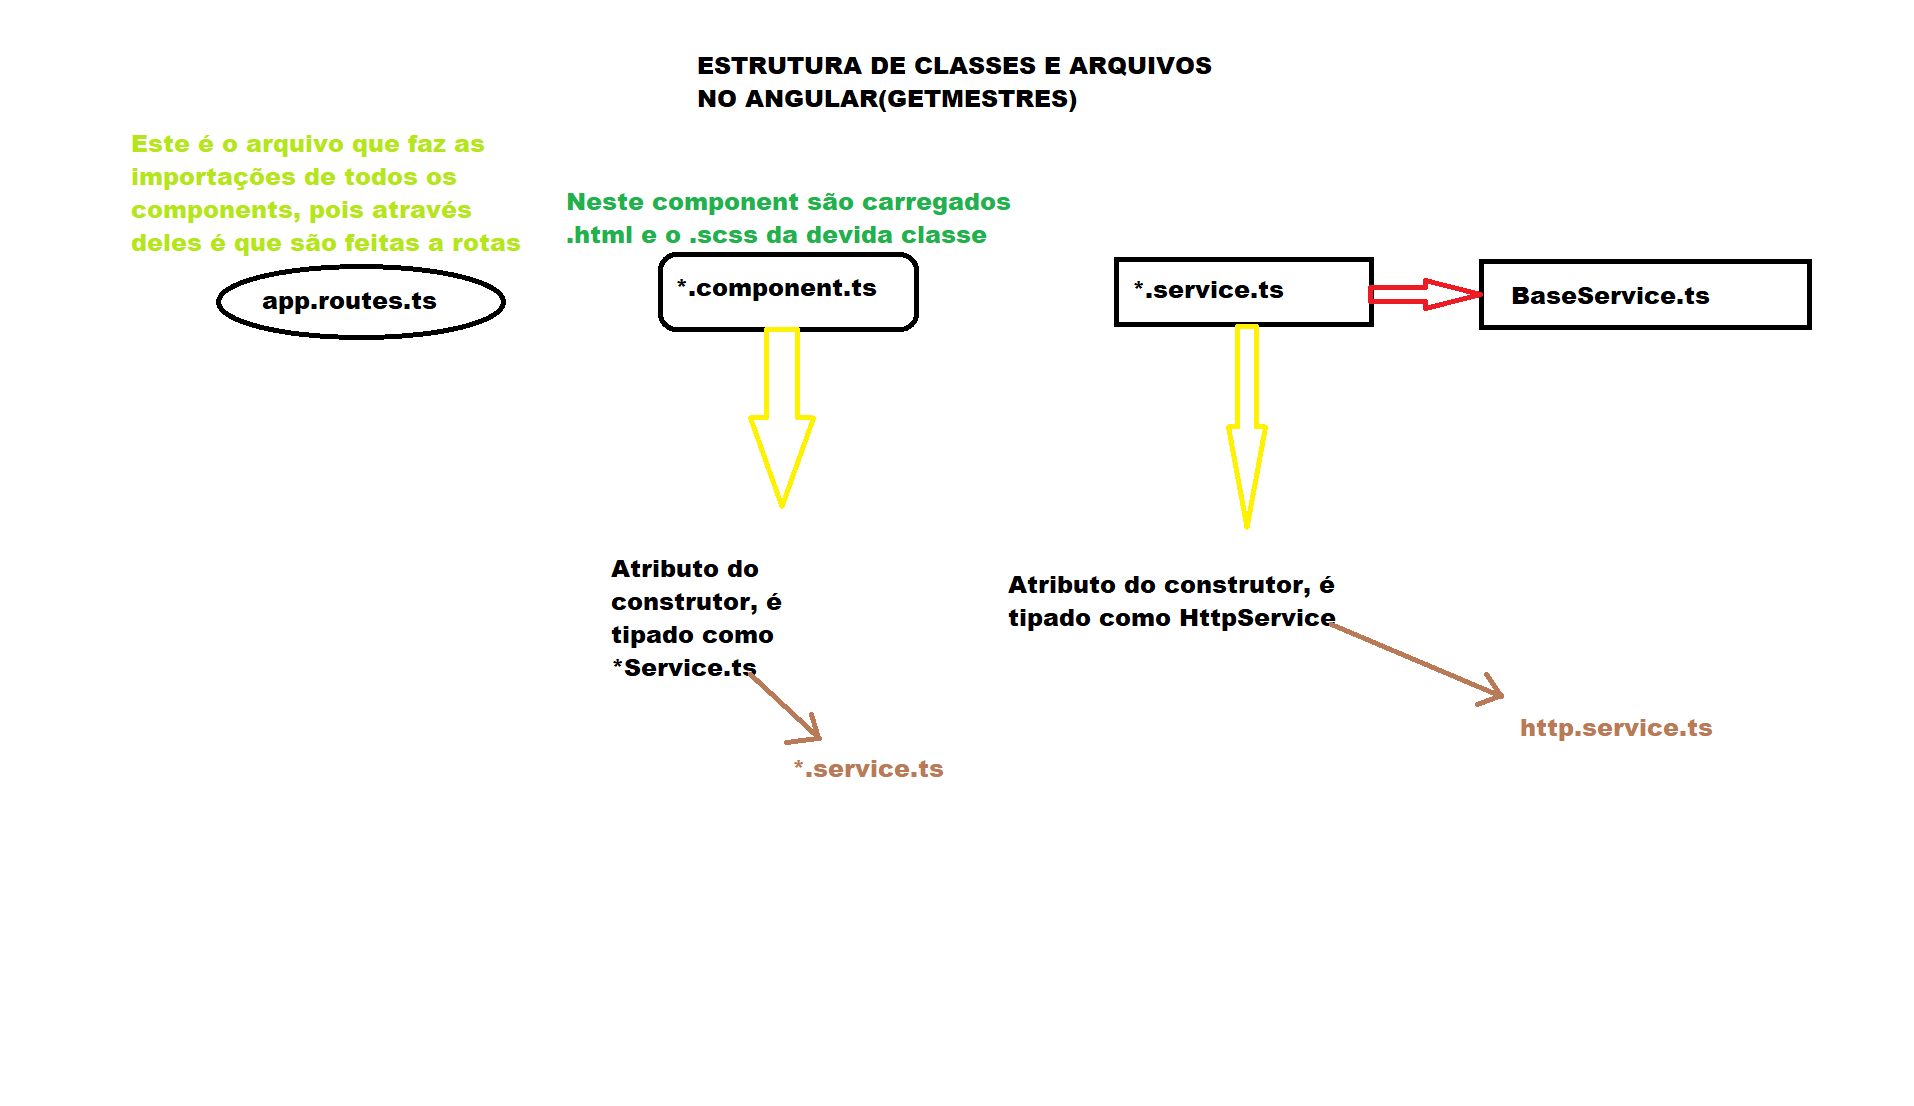 ESTRUTURA DE CLASSES E ARQUIVOS
NO ANGULAR(GETMESTRES)
Este é o arquivo que faz as
importações de todos os
components, pois através
deles é que são feitas a rotas
app.routes.ts
Neste component são carregados
.html e o .scss da devida classe
*.component.ts
*.service.ts
BaseService.ts
Atributo do
construtor, é
tipado como
*Service.ts
*.service.ts
Atributo do construtor, é
tipado como HttpService
http.service.ts